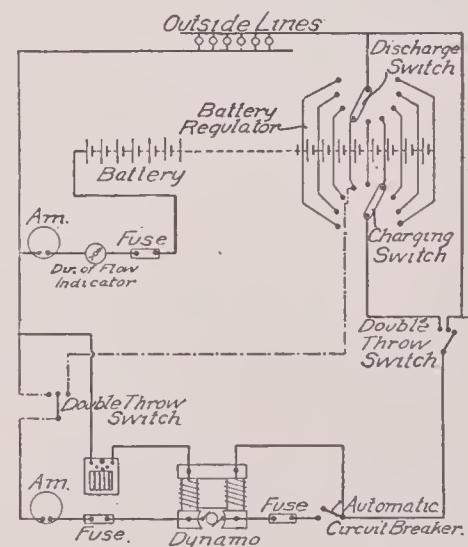 Outside Lines
Discharge
Switch
Battery
Regulator
Battery
Am.
Fuse
Dir. of Flow
Indicator
Charging
Switch
Double
Throw
Switch
Double Throw
Switch
Am.
Fuse.
Dynamo
Fuse
Automatic
Circuit Breaker.